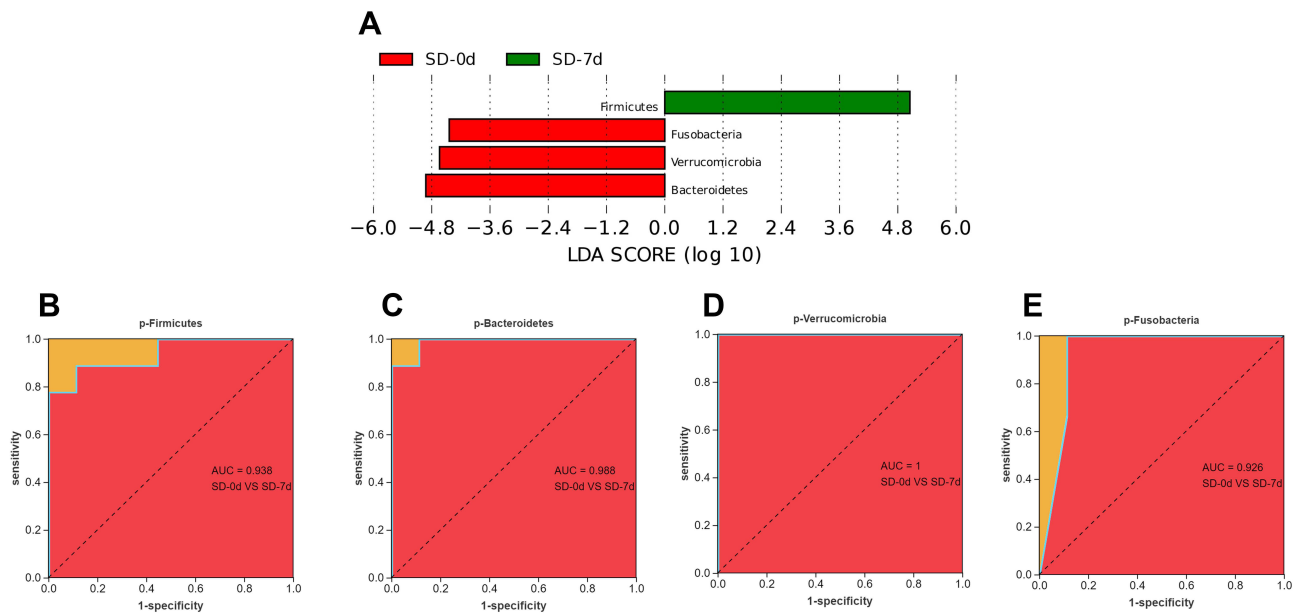 A
SD-0d SD-7d
Firmicutes
Fusobacteria
Verrucomicrobia
Bacteroidetes
−6.0 −4.8 −3.6 −2.4 −1.2 0.0 1.2 2.4 3.6 4.8 6.0
LDA SCORE (log 10)
B
p-Firmicutes
1.0
0.8
0.6
0.4
0.2
0.0
sensitivity
AUC = 0.938
SD-0d VS SD-7d
0.0 0.2 0.4 0.6 0.8 1.0
1-specificity
C
p-Bacteroidetes
1.0
0.8
0.6
0.4
0.2
0.0
sensitivity
AUC = 0.988
SD-0d VS SD-7d
0.0 0.2 0.4 0.6 0.8 1.0
1-specificity
D
p-Verrucomicrobia
1.0
0.8
0.6
0.4
0.2
0.0
sensitivity
AUC = 1
SD-0d VS SD-7d
0.0 0.2 0.4 0.6 0.8 1.0
1-specificity
E
p-Fusobacteria
1.0
0.8
0.6
0.4
0.2
0.0
sensitivity
AUC = 0.926
SD-0d VS SD-7d
0.0 0.2 0.4 0.6 0.8 1.0
1-specificity